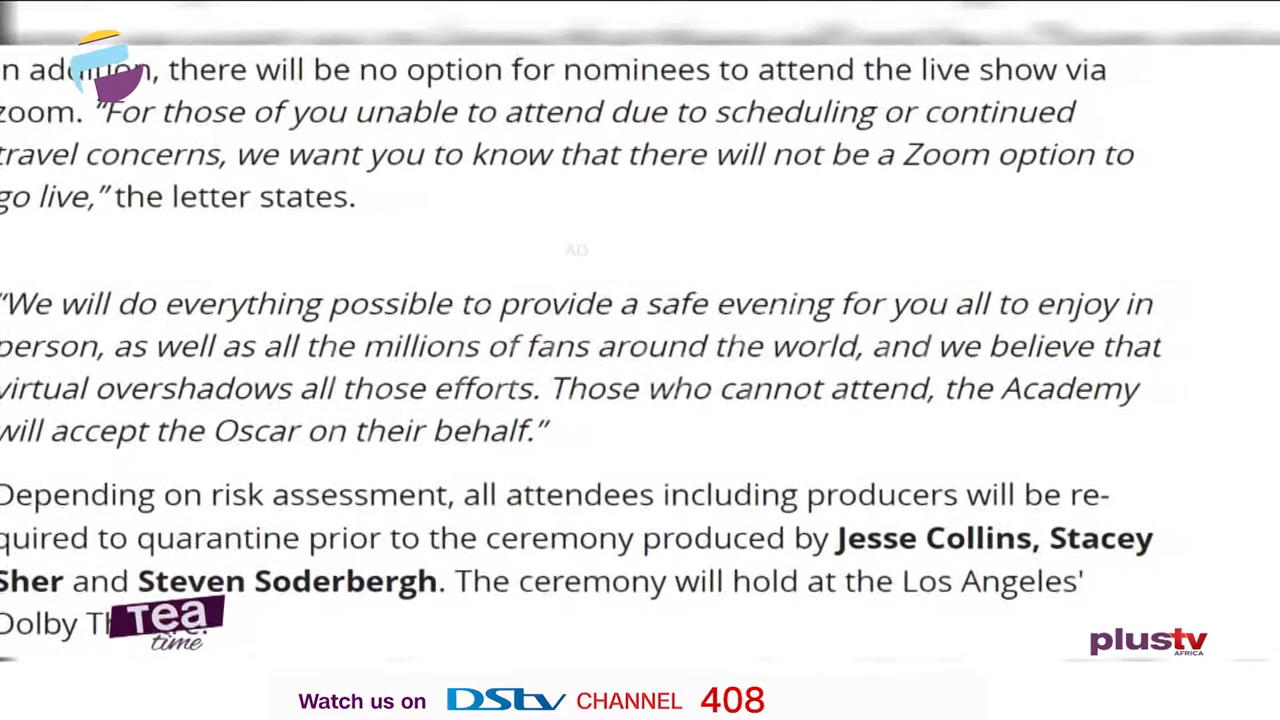 n addition, there will be no option for nominees to attend the live show via
zoom. "For those of you unable to attend due to scheduling or continued
travel concerns, we want you to know that there will not be a Zoom option to
go live," the letter states.
AD
"We will do everything possible to provide a safe evening for you all to enjoy in
person, as well as all the millions of fans around the world, and we believe that
virtual overshadows all those efforts. Those who cannot attend, the Academy
will accept the Oscar on their behalf."
Depending on risk assessment, all attendees including producers will be re-
quired to quarantine prior to the ceremony produced by Jesse Collins, Stacey
Sher and Steven Soderbergh. The ceremony will hold at the Los Angeles'
Dolby
Tea
time
plustv
AFRICA
Watch us on DStv CHANNEL 408